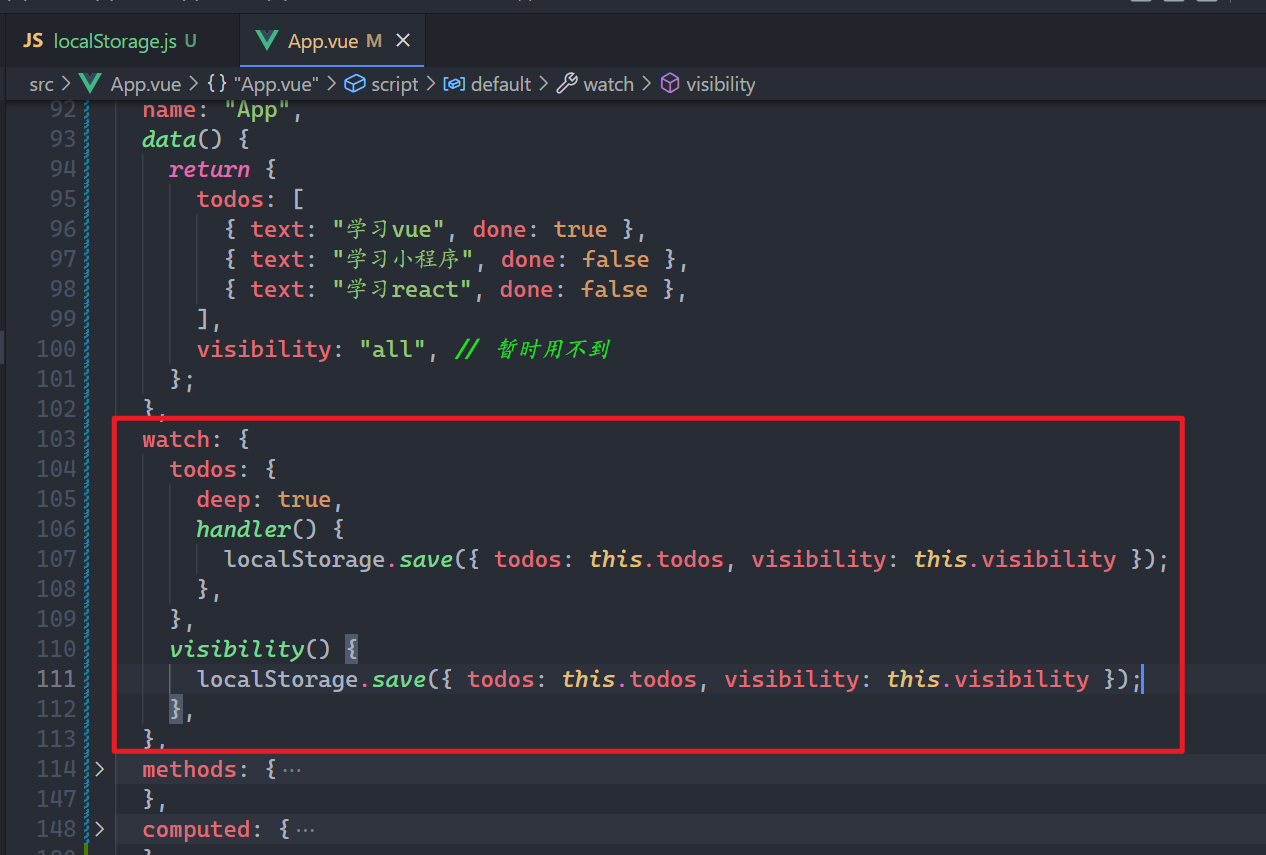 JS localStorage.js U App.vue M ×
src > App.vue > {} "App.vue" > script > default > watch > visibility
92 name: "App",
93 data() {
94 return {
95 todos: [
96 { text: "学习vue", done: true },
97 { text: "学习小程序", done: false },
98 { text: "学习react", done: false },
99 ],
100 visibility: "all", // 暂时用不到
101 };
102 },
103 watch: {
104 todos: {
105 deep: true,
106 handler() {
107 localStorage.save({ todos: this.todos, visibility: this.visibility });
108 },
109 },
110 visibility() {
111 localStorage.save({ todos: this.todos, visibility: this.visibility });
112 },
113 },
114 > methods: {···
147 },
148 > computed: {···